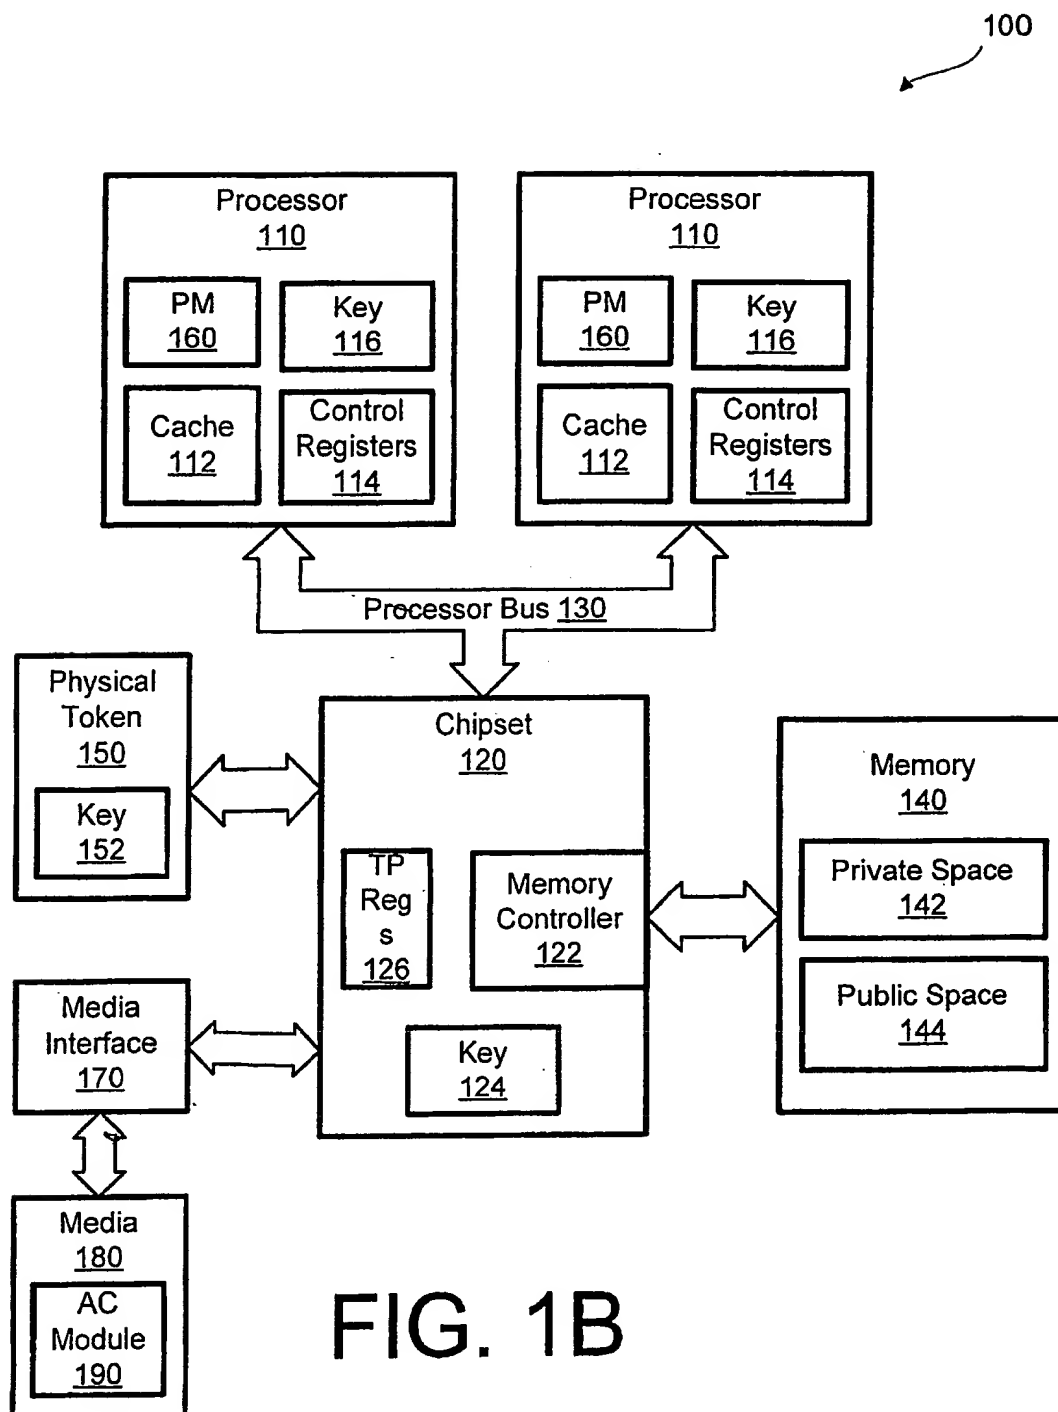 100
Processor
110
PM
160
Key
116
Cache
112
Control
Registers
114
Processor
110
PM
160
Key
116
Cache
112
Control
Registers
114
Processor Bus 130
Physical
Token
150
Key
152
Chipset
120
TP
Reg
s
126
Memory
Controller
122
Key
124
Memory
140
Private Space
142
Public Space
144
Media
Interface
170
Media
180
AC
Module
190
FIG. 1B